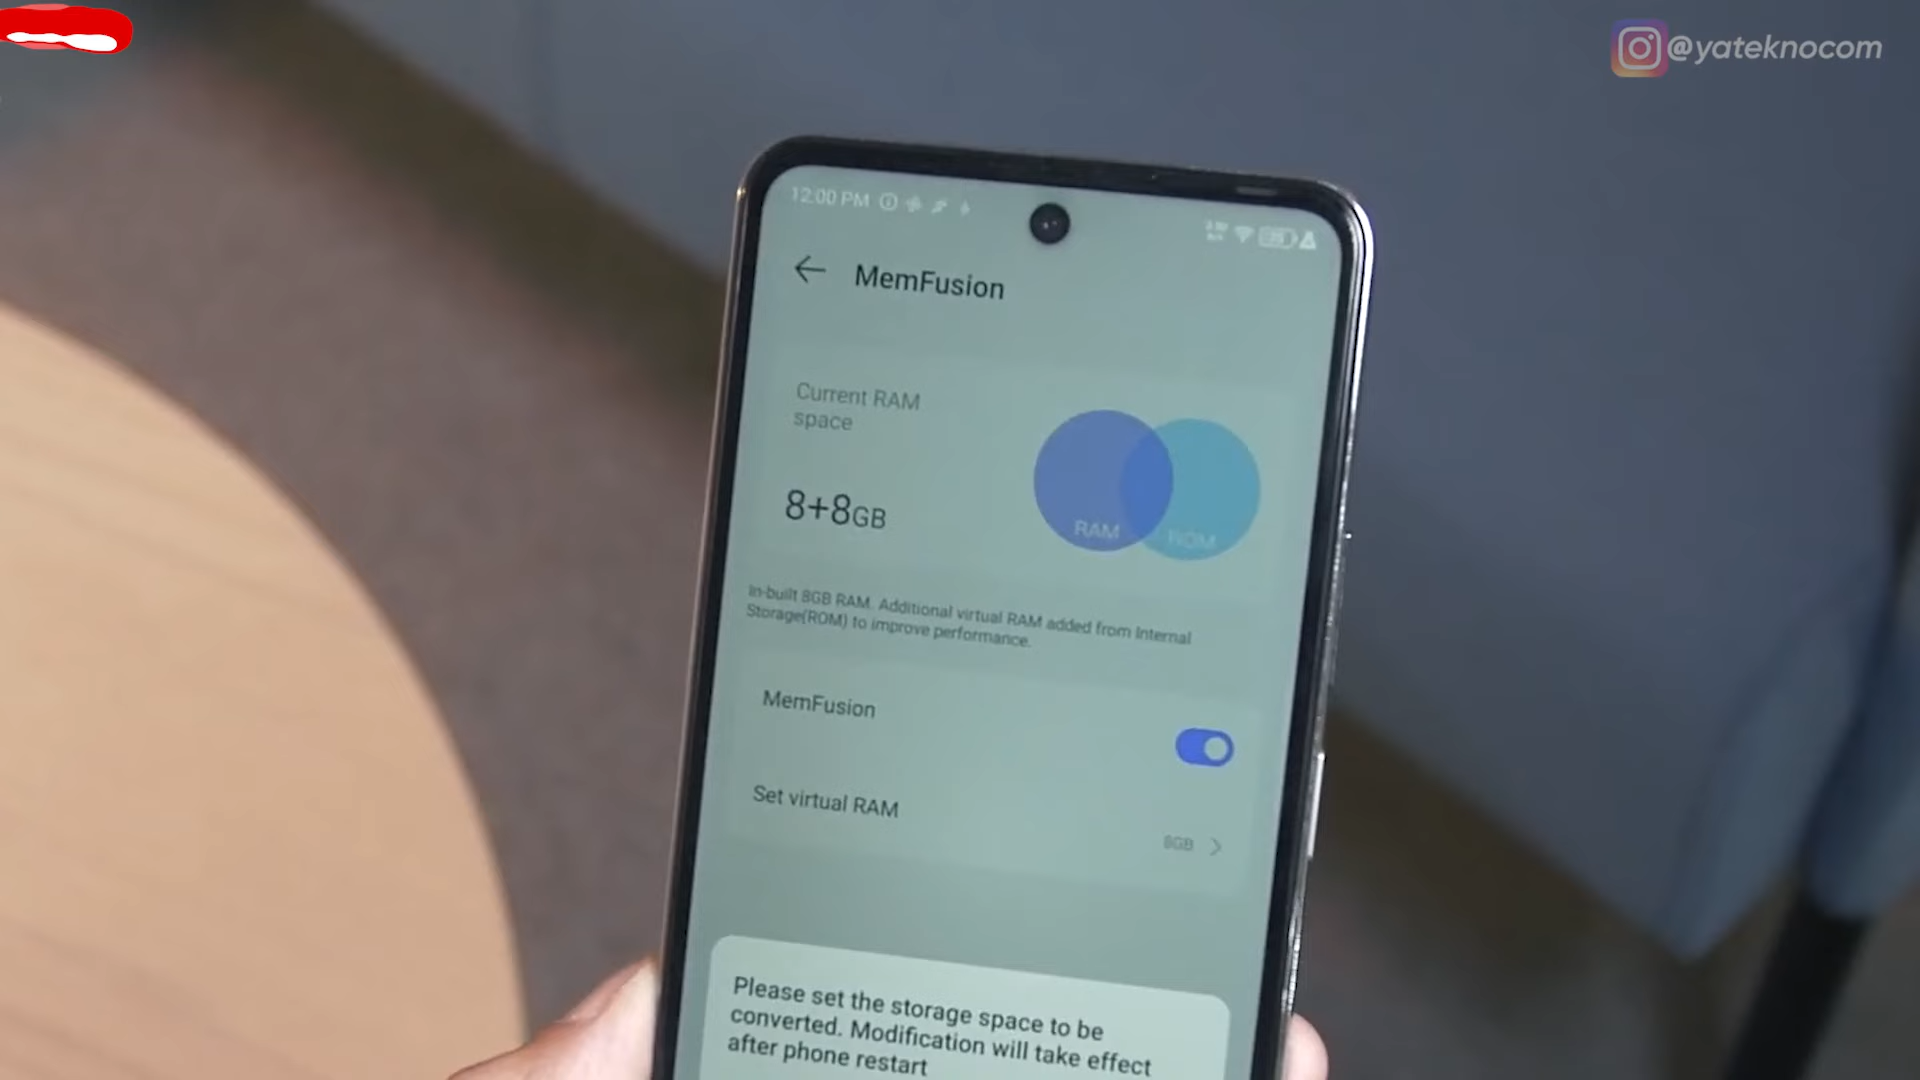 @yateknocom
12:00 PM
MemFusion
Current RAM
space
8+8GB
RAM
ROM
In-built 8GB RAM. Additional virtual RAM added from Internal
Storage(ROM) to improve performance.
MemFusion
Set virtual RAM
8GB
Please set the storage space to be
converted. Modification will take effect
after phone restart